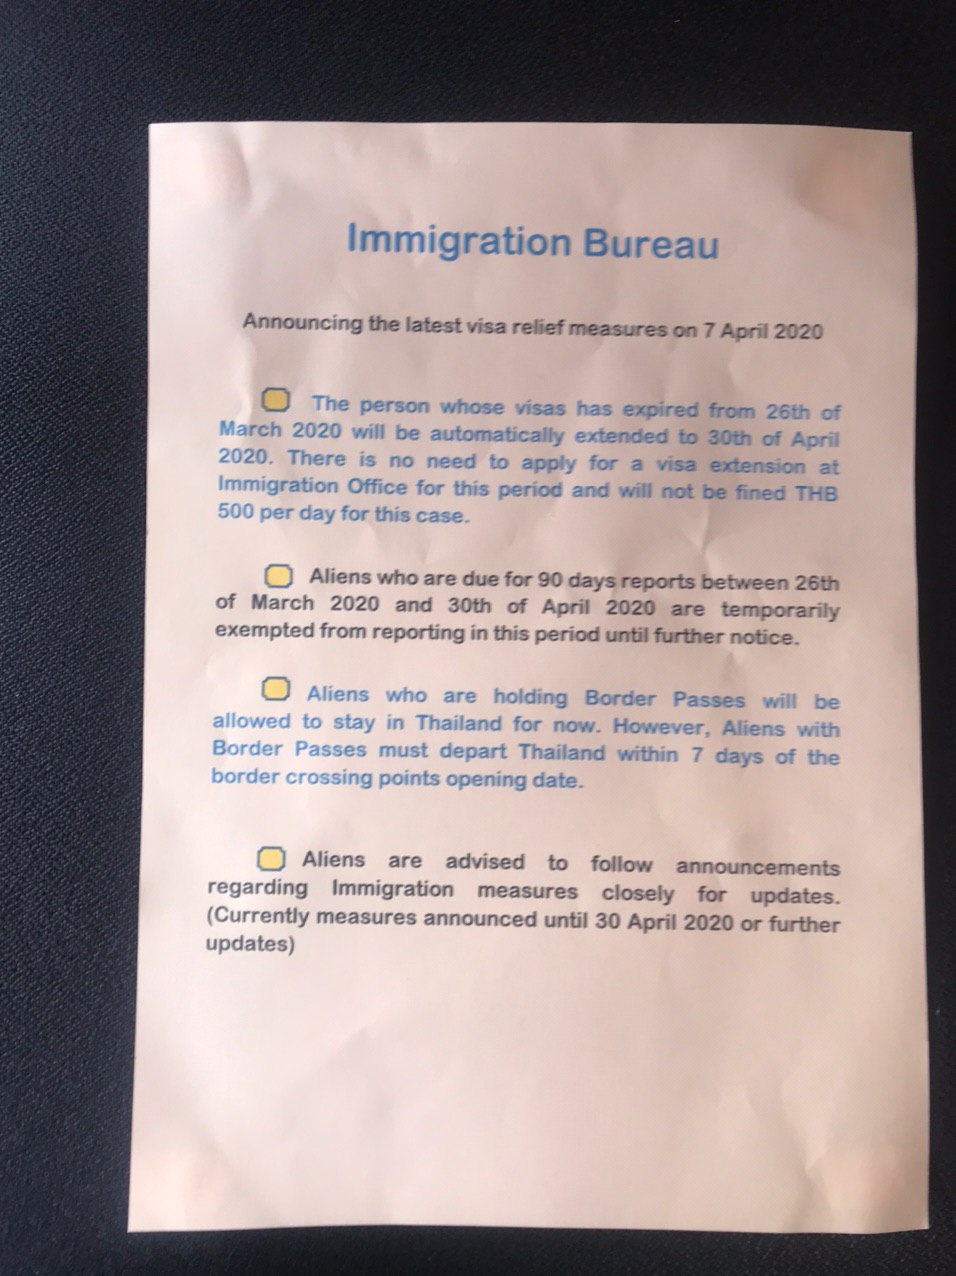 Immigration Bureau
Announcing the latest visa relief measures on 7 April 2020
The person whose visas has expired from 26th of
March 2020 will be automatically extended to 30th of April
2020. There is no need to apply for a visa extension at
Immigration Office for this period and will not be fined THB
500 per day for this case.
Aliens who are due for 90 days reports between 26th
of March 2020 and 30th of April 2020 are temporarily
exempted from reporting in this period until further notice.
Aliens who are holding Border Passes will be
allowed to stay in Thailand for now. However, Aliens with
Border Passes must depart Thailand within 7 days of the
border crossing points opening date.
Aliens are advised to follow announcements
regarding Immigration measures closely for updates.
(Currently measures announced until 30 April 2020 or further
updates)